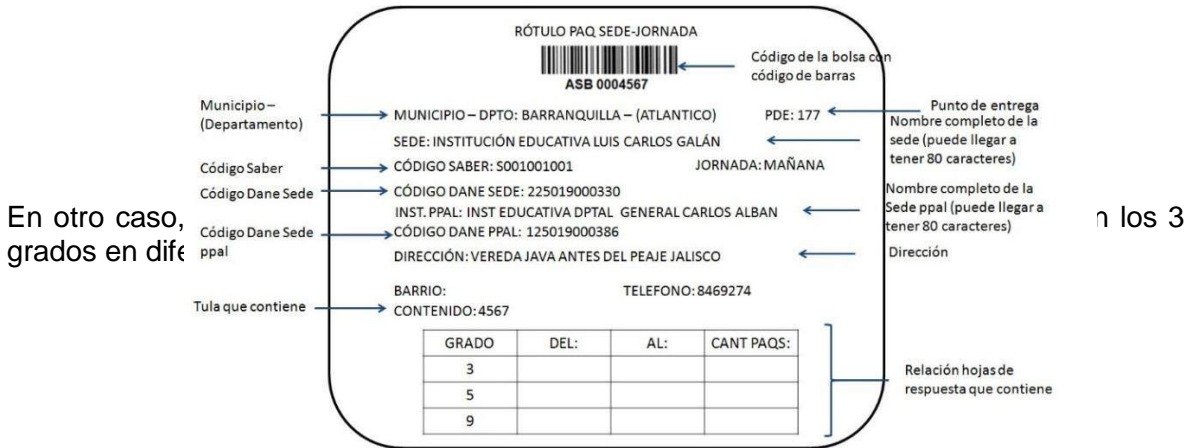 RÓTULO PAQ SEDE-JORNADA
Código de la bolsa con
código de barras
ASB 0004567
Municipio –
(Departamento)
MUNICIPIO – DPTO: BARRANQUILLA – (ATLANTICO) PDE: 177
Punto de entrega
SEDE: INSTITUCIÓN EDUCATIVA LUIS CARLOS GALÁN
Nombre completo de la
sede (puede llegar a
tener 80 caracteres)
Código Saber
CÓDIGO SABER: S001001001 JORNADA: MAÑANA
Código Dane Sede
CÓDIGO DANE SEDE: 225019000330
INST. PPAL: INST EDUCATIVA DPTAL GENERAL CARLOS ALBAN
Nombre completo de la
Sede ppal (puede llegar a
tener 80 caracteres)
En otro caso, los 3
Código Dane Sede
ppal
CÓDIGO DANE PPAL: 125019000386
grados en
DIRECCIÓN: VEREDA JAVA ANTES DEL PEAJE JALISCO
Dirección
BARRIO: TELEFONO: 8469274
Tula que contiene
CONTENIDO: 4567
GRADO DEL: AL: CANT PAQS:
3
5
9
Relación hojas de
respuesta que contiene